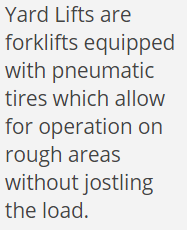 Yard Lifts are
forklifts equipped
with pneumatic
tires which allow
for operation on
rough areas
without jostling
the load.